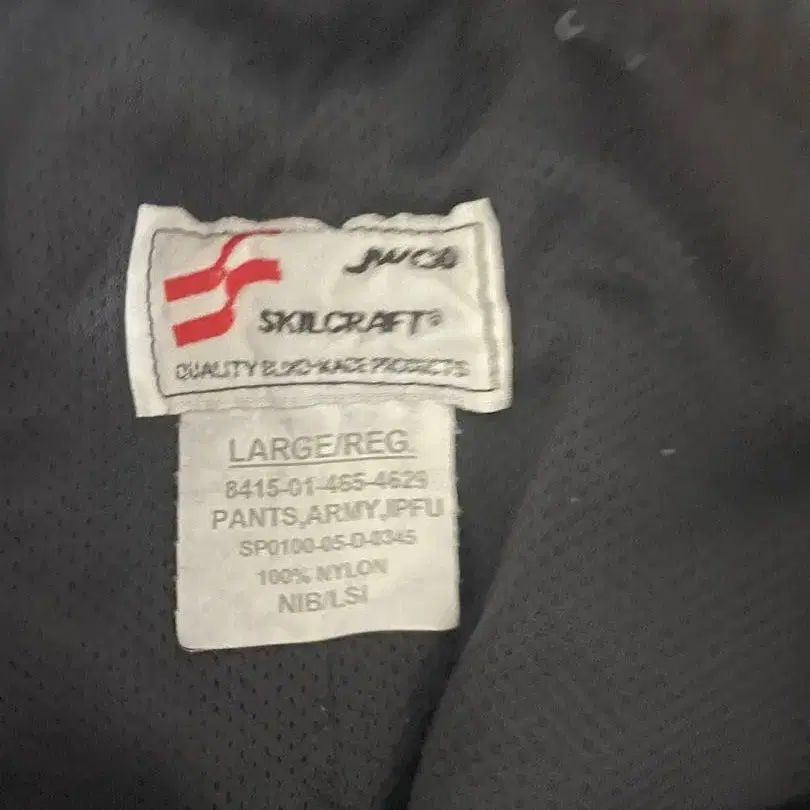 JWOD
SKILCRAFT®
QUALITY BLIND-MADE PRODUCTS
LARGE/REG.
8415-01-465-4629
PANTS,ARMY,IPFU
SP0100-05-D-0345
100% NYLON
NIB/LSI